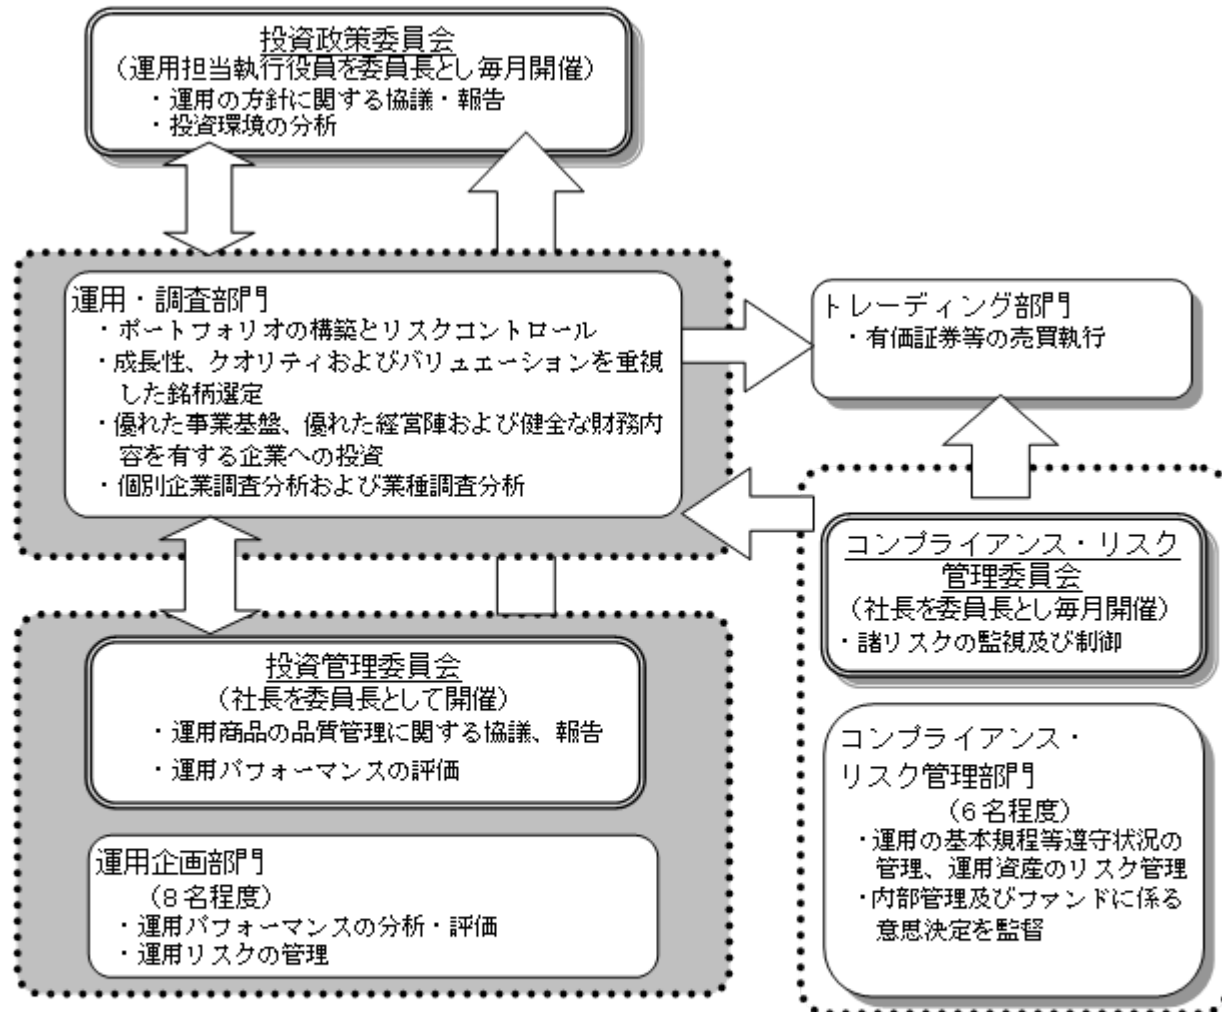 投資政策委員会
（運用担当執行役員を委員長とし毎月開催）
・運用の方針に関する協議・報告
・投資環境の分析
運用・調査部門
・ポートフォリオの構築とリスクコントロール
・成長性、クオリティおよびバリュエーションを重視
した銘柄選定
・優れた事業基盤、優れた経営陣および健全な財務内
容を有する企業への投資
・個別企業調査分析および業種調査分析
トレーディング部門
・有価証券等の売買執行
投資管理委員会
（社長を委員長として開催）
・運用商品の品質管理に関する協議、報告
・運用パフォーマンスの評価
運用企画部門
（８名程度）
・運用パフォーマンスの分析・評価
・運用リスクの管理
コンプライアンス・リスク
管理委員会
（社長を委員長とし毎月開催）
・諸リスクの監視及び制御
コンプライアンス・
リスク管理部門
（６名程度）
・運用の基本規程等遵守状況の
管理、運用資産のリスク管理
・内部管理及びファンドに係る
意思決定を監督